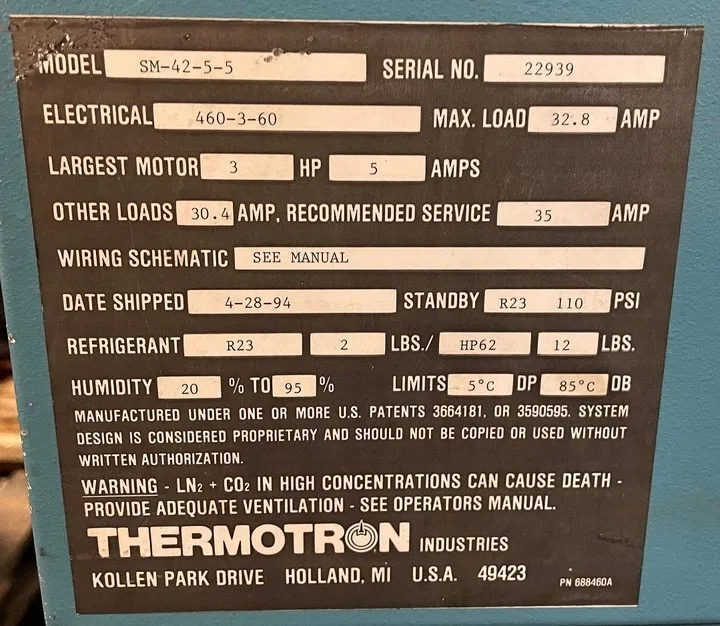 MODEL SM-42-5-5 SERIAL NO. 22939
ELECTRICAL 460-3-60 MAX. LOAD 32.8 AMP
LARGEST MOTOR 3 HP 5 AMPS
OTHER LOADS 30.4 AMP, RECOMMENDED SERVICE 35 AMP
WIRING SCHEMATIC SEE MANUAL
DATE SHIPPED 4-28-94 STANDBY R23 110 PSI
REFRIGERANT R23 2 LBS./ HP62 12 LBS.
HUMIDITY 20 % TO 95 % LIMITS 5°C DP 85°C DB
MANUFACTURED UNDER ONE OR MORE U.S. PATENTS 3664181, OR 3590595. SYSTEM
DESIGN IS CONSIDERED PROPRIETARY AND SHOULD NOT BE COPIED OR USED WITHOUT
WRITTEN AUTHORIZATION.
WARNING - LN₂ + CO₂ IN HIGH CONCENTRATIONS CAN CAUSE DEATH -
PROVIDE ADEQUATE VENTILATION - SEE OPERATORS MANUAL.
THERMOTRON INDUSTRIES
KOLLEN PARK DRIVE HOLLAND, MI U.S.A. 49423 PN 688460A